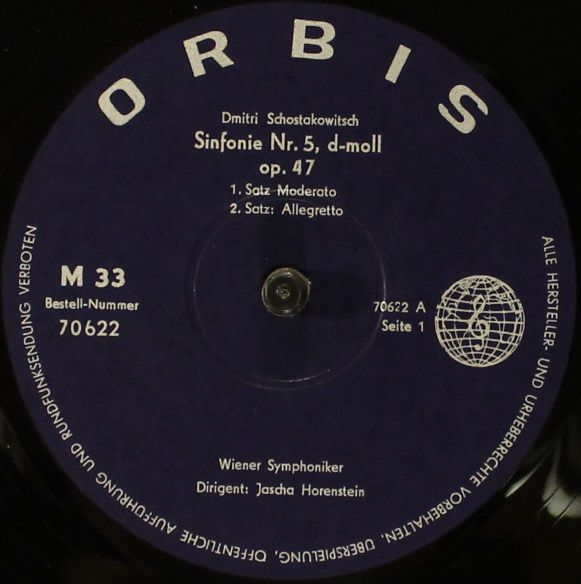 ORBIS
Dmitri Schostakowitsch
Sinfonie Nr. 5, d-moll
op. 47
1. Satz Moderato
2. Satz: Allegretto
M 33
Bestell-Nummer
70622
70622 A
Seite 1
Wiener Symphoniker
Dirigent: Jascha Horenstein
ALLE HERSTELLER- UND URHEBERRECHTE VORBEHALTEN, ÜBERSPIELUNG, ÖFFENTLICHE AUFFÜHRUNG UND RUNDFUNKSENDUNG VERBOTEN